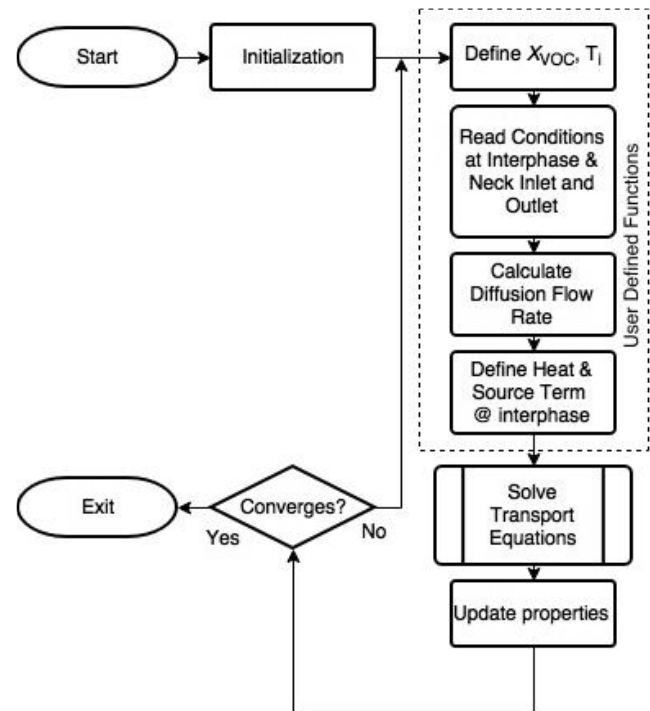 Start
Initialization
Define XVOC, Ti
Read Conditions
at Interphase &
Neck Inlet and
Outlet
Calculate
Diffusion Flow
Rate
Define Heat &
Source Term
@ interphase
User Defined Functions
Solve
Transport
Equations
Update properties
Converges?
Yes
No
Exit